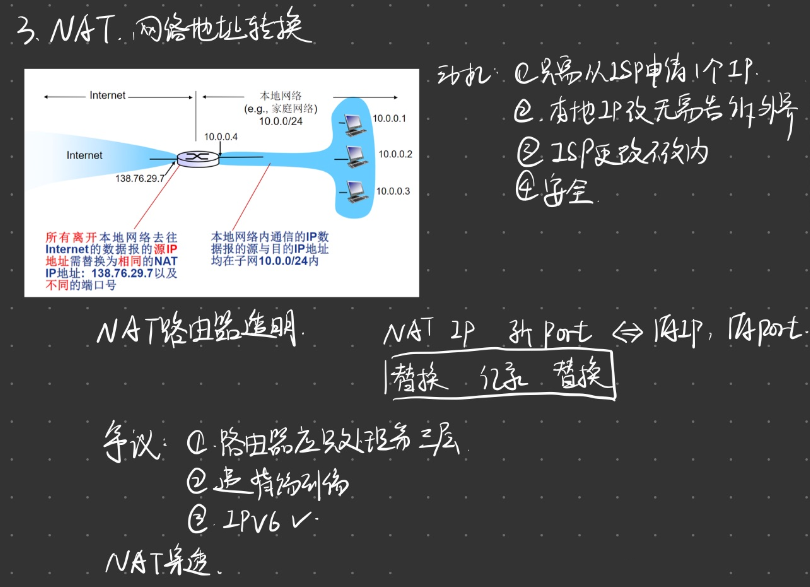 3、NAT. 网络地址转换
Internet
本地网络
(e.g., 家庭网络)
10.0.0/24
10.0.0.1
10.0.0.4
Internet
10.0.0.2
138.76.29.7
10.0.0.3
所有离开本地网络去往
Internet的数据报的源IP
地址需替换为相同的NAT
IP地址：138.76.29.7以及
不同的端口号
本地网络内通信的IP数
据报的源与目的IP地址
均在子网10.0.0/24内
动机: ①只需从ISP申请1个IP.
②.本地IP改无需告诉外界
③ISP更改不改内
④安全.
NAT路由器透明.
NAT IP 新port ⇔ 原IP, 原port.
替换 记录 替换
争议: ①.路由器应只处理第三层
② 违背端到端
③ IPV6 ✓.
NAT穿透.